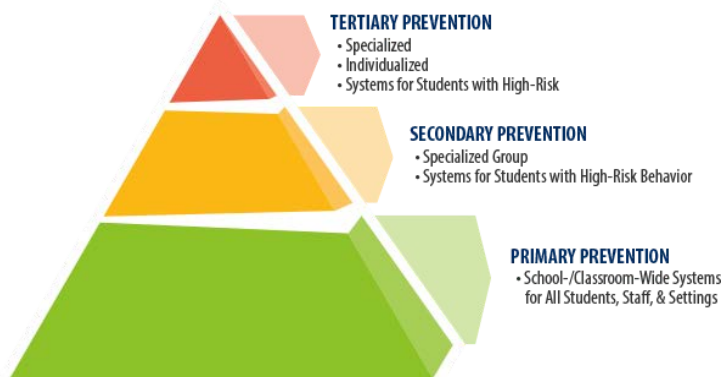 TERTIARY PREVENTION
• Specialized
• Individualized
• Systems for Students with High-Risk
SECONDARY PREVENTION
• Specialized Group
• Systems for Students with High-Risk Behavior
PRIMARY PREVENTION
• School-/Classroom-Wide Systems
for All Students, Staff, & Settings